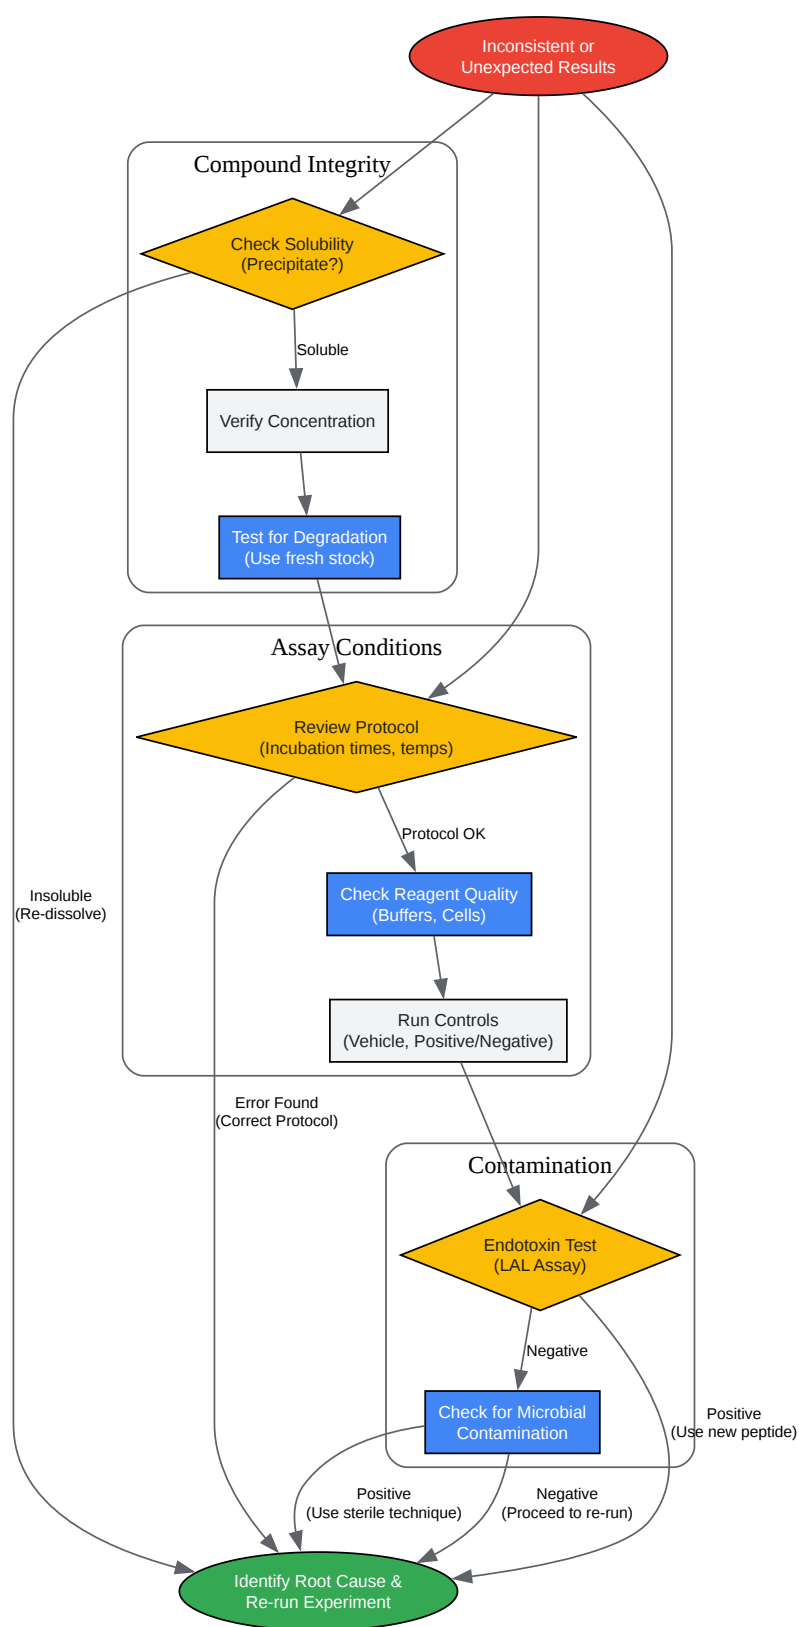 Inconsistent or
Unexpected Results
Compound Integrity
Check Solubility
(Precipitate?)
Soluble
Verify Concentration
Test for Degradation
(Use fresh stock)
Assay Conditions
Review Protocol
(Incubation times, temps)
Protocol OK
Insoluble
(Re-dissolve)
Check Reagent Quality
(Buffers, Cells)
Run Controls
(Vehicle, Positive/Negative)
Error Found
(Correct Protocol)
Contamination
Endotoxin Test
(LAL Assay)
Negative
Check for Microbial
Contamination
Positive
(Use new peptide)
Positive
(Use sterile technique)
Negative
(Proceed to re-run)
Identify Root Cause &
Re-run Experiment